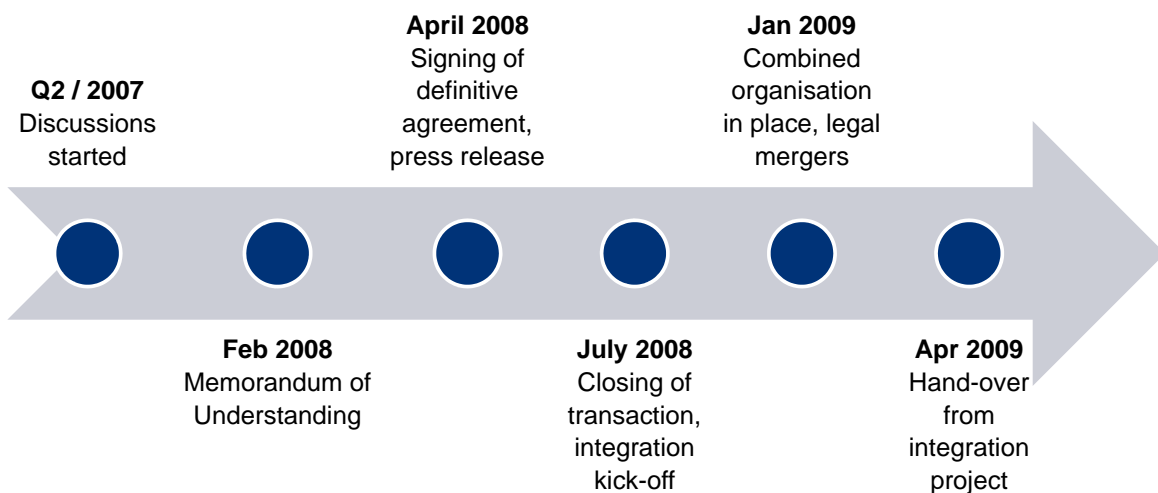 Q2 / 2007
Discussions
started
Feb 2008
Memorandum of
Understanding
April 2008
Signing of
definitive
agreement,
press release
July 2008
Closing of
transaction,
integration
kick-off
Jan 2009
Combined
organisation
in place, legal
mergers
Apr 2009
Hand-over
from
integration
project